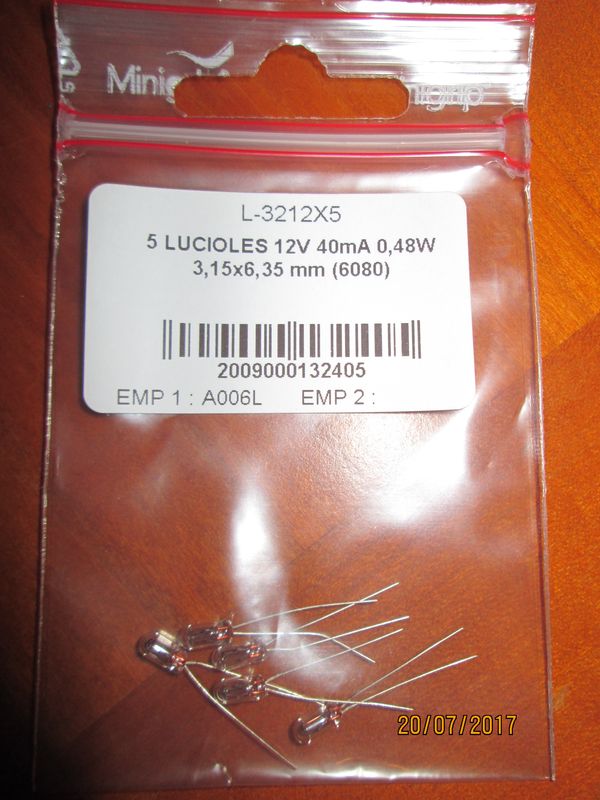 Minigrip
L-3212X5
5 LUCIOLES 12V 40mA 0,48W
3,15x6,35 mm (6080)
2009000132405
EMP 1 : A006L EMP 2 :
20/07/2017